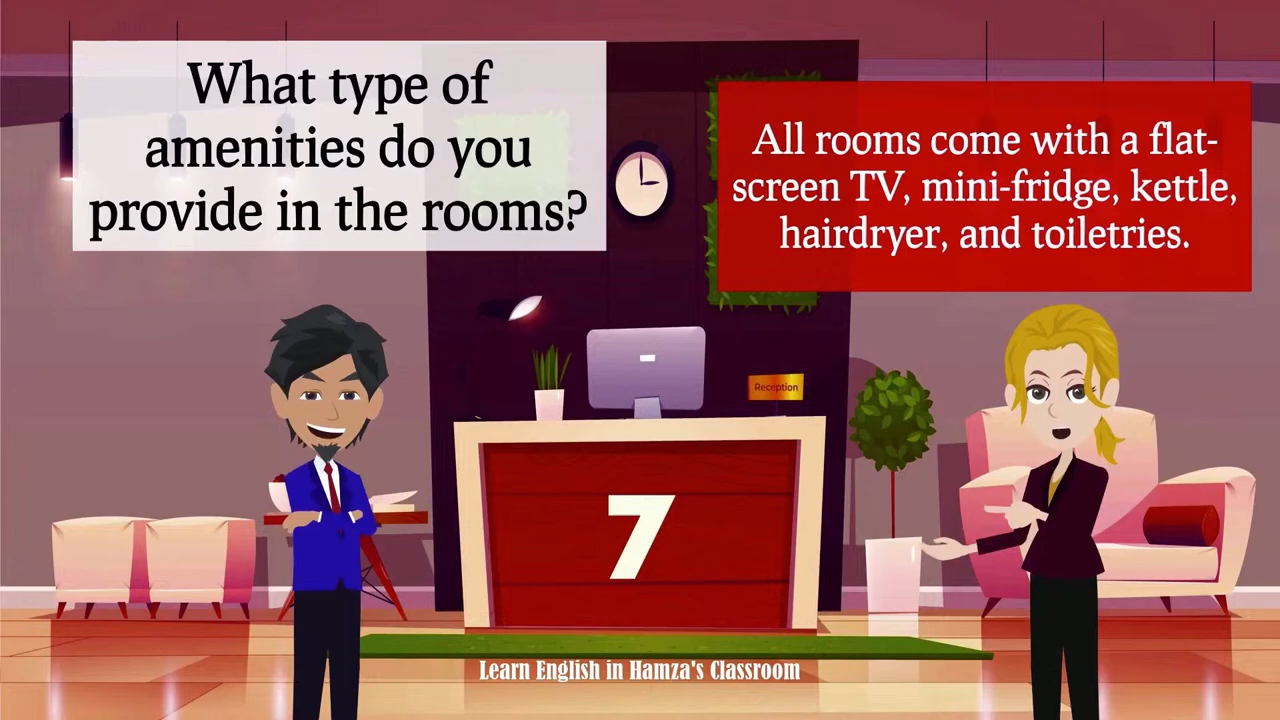 What type of
amenities do you
provide in the rooms?
All rooms come with a flat-
screen TV, mini-fridge, kettle,
hairdryer, and toiletries.
Reception
7
Learn English in Hamza's Classroom